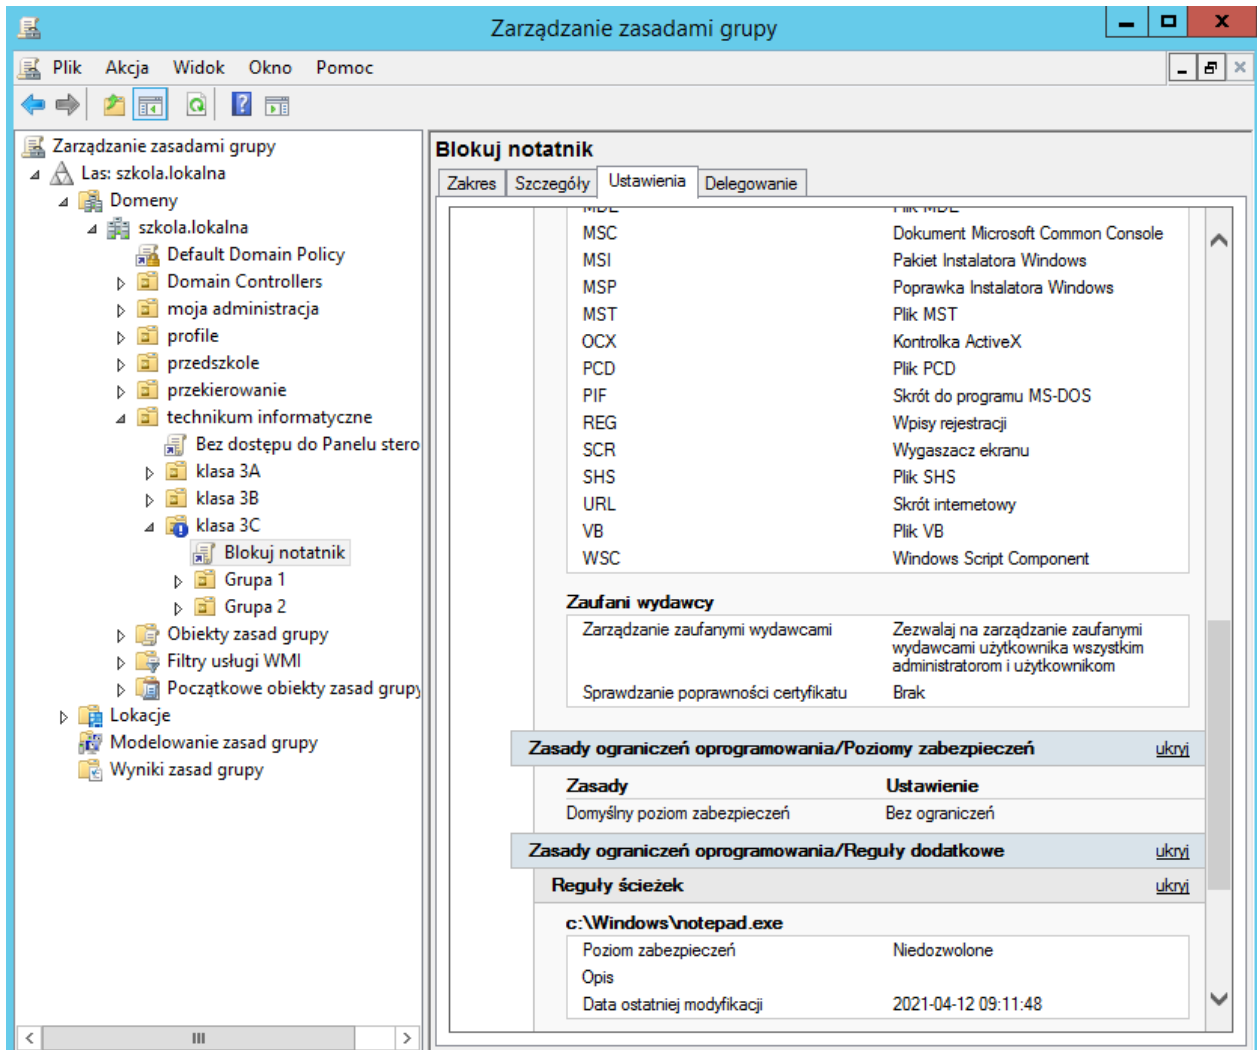 Zarządzanie zasadami grupy
Plik Akcja Widok Okno Pomoc
Zarządzanie zasadami grupy
Las: szkola.lokalna
Domeny
szkola.lokalna
Default Domain Policy
Domain Controllers
moja administracja
profile
przedszkole
przekierowanie
technikum informatyczne
Bez dostępu do Panelu stero
klasa 3A
klasa 3B
klasa 3C
Blokuj notatnik
Grupa 1
Grupa 2
Obiekty zasad grupy
Filtry usługi WMI
Początkowe obiekty zasad grupy
Lokacje
Modelowanie zasad grupy
Wyniki zasad grupy
Blokuj notatnik
Zakres Szczegóły Ustawienia Delegowanie
MDE Plik MDE
MSC Dokument Microsoft Common Console
MSI Pakiet Instalatora Windows
MSP Poprawka Instalatora Windows
MST Plik MST
OCX Kontrolka ActiveX
PCD Plik PCD
PIF Skrót do programu MS-DOS
REG Wpisy rejestracji
SCR Wygaszacz ekranu
SHS Plik SHS
URL Skrót internetowy
VB Plik VB
WSC Windows Script Component
Zaufani wydawcy
Zarządzanie zaufanymi wydawcami Zezwalaj na zarządzanie zaufanymi
wydawcami użytkownika wszystkim
administratorom i użytkownikom
Sprawdzanie poprawności certyfikatu Brak
Zasady ograniczeń oprogramowania/Poziomy zabezpieczeń ukryj
Zasady Ustawienie
Domyślny poziom zabezpieczeń Bez ograniczeń
Zasady ograniczeń oprogramowania/Reguły dodatkowe ukryj
Reguły ścieżek ukryj
c:\Windows\notepad.exe
Poziom zabezpieczeń Niedozwolone
Opis
Data ostatniej modyfikacji 2021-04-12 09:11:48